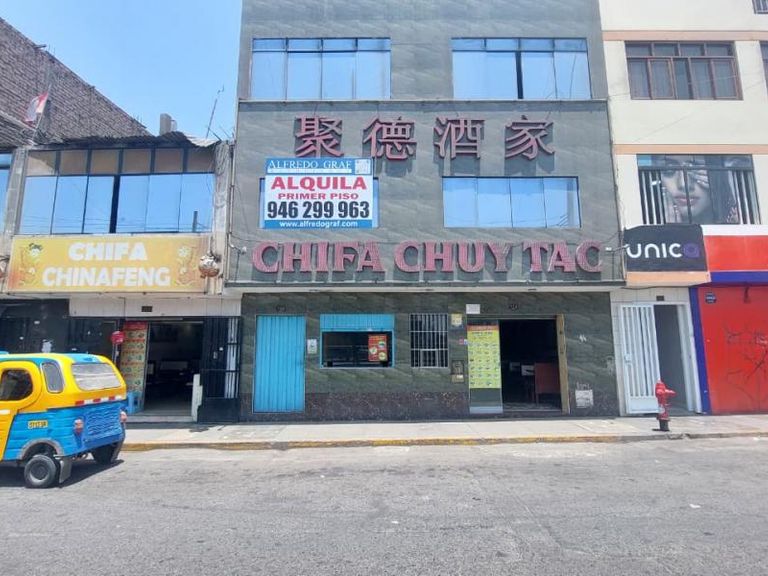 聚德酒家
ALFREDO GRAF
ALQUILA
PRIMER PISO
946 299 963
www.alfredograf.com
CHIFA
CHINAFENG
CHIFA CHUY TAC
UNICA